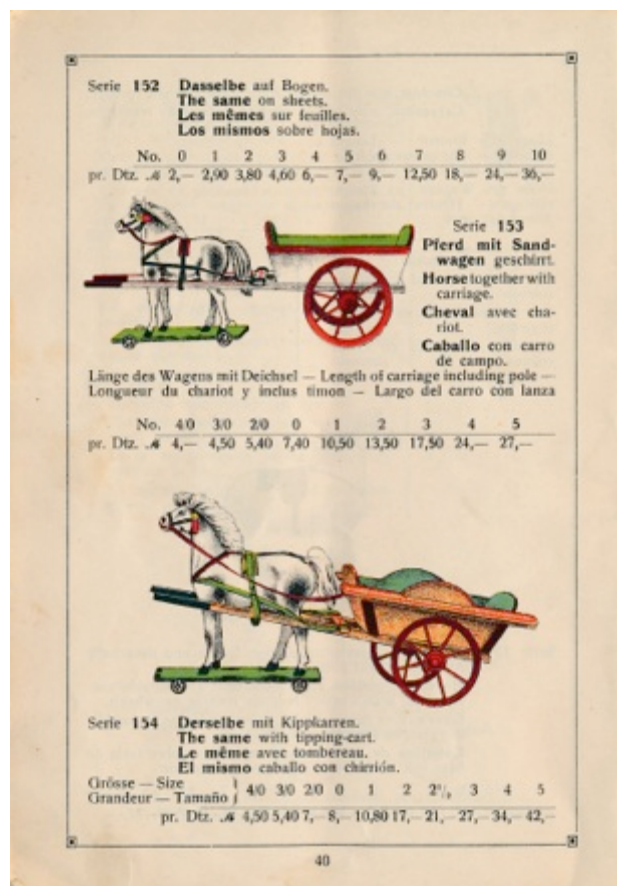 Serie 152 Dasselbe auf Bogen.
The same on sheets.
Les mêmes sur feuilles.
Los mismos sobre hojas.
No. 0 1 2 3 4 5 6 7 8 9 10
pr. Dtz. ℳ 2,— 2,90 3,80 4,60 6,— 7,— 9,— 12,50 18,— 24,— 36,—
Serie 153
Pferd mit Sand-
wagen geschirrt.
Horse together with
carriage.
Cheval avec cha-
riot.
Caballo con carro
de campo.
Länge des Wagens mit Deichsel — Length of carriage including pole —
Longueur du chariot y inclus timon — Largo del carro con lanza
No. 4/0 3/0 2/0 0 1 2 3 4 5
pr. Dtz. ℳ 4,— 4,50 5,40 7,40 10,50 13,50 17,50 24,— 27,—
Serie 154 Derselbe mit Kippkarren.
The same with tipping-cart.
Le même avec tombereau.
El mismo caballo con chirrión.
Grösse — Size
Grandeur — Tamaño
4/0 3/0 2/0 0 1 2 2½ 3 4 5
pr. Dtz. ℳ 4,50 5,40 7,— 8,— 10,80 17,— 21,— 27,— 34,— 42,—
40